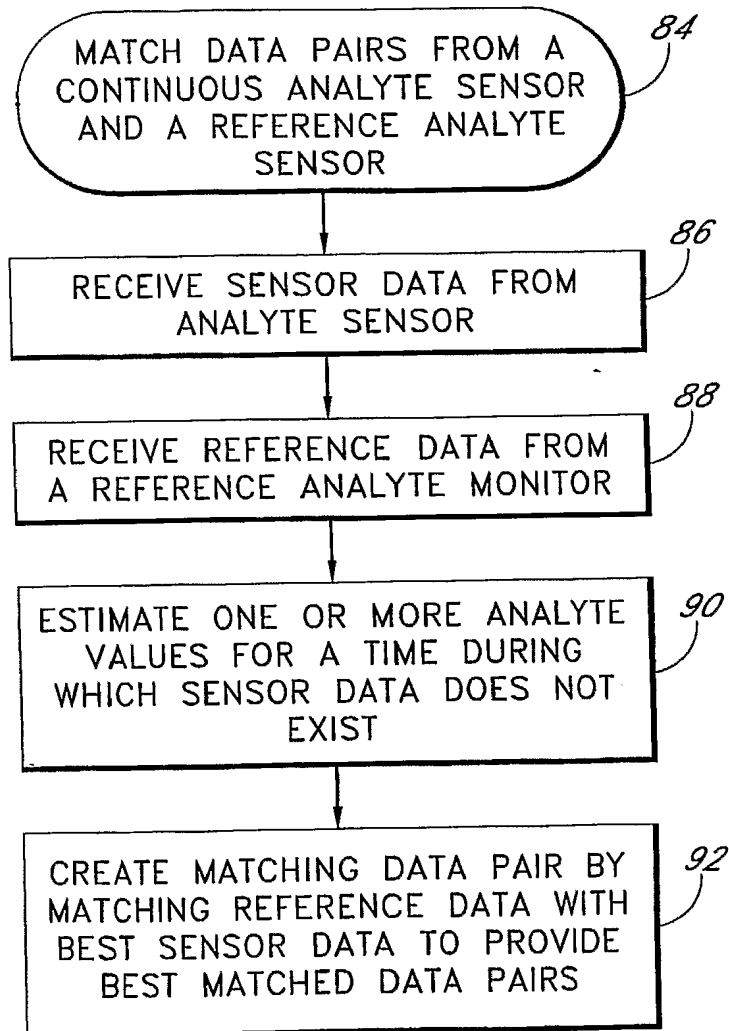 84
MATCH DATA PAIRS FROM A
CONTINUOUS ANALYTE SENSOR
AND A REFERENCE ANALYTE
SENSOR
86
RECEIVE SENSOR DATA FROM
ANALYTE SENSOR
88
RECEIVE REFERENCE DATA FROM
A REFERENCE ANALYTE MONITOR
90
ESTIMATE ONE OR MORE ANALYTE
VALUES FOR A TIME DURING
WHICH SENSOR DATA DOES NOT
EXIST
92
CREATE MATCHING DATA PAIR BY
MATCHING REFERENCE DATA WITH
BEST SENSOR DATA TO PROVIDE
BEST MATCHED DATA PAIRS